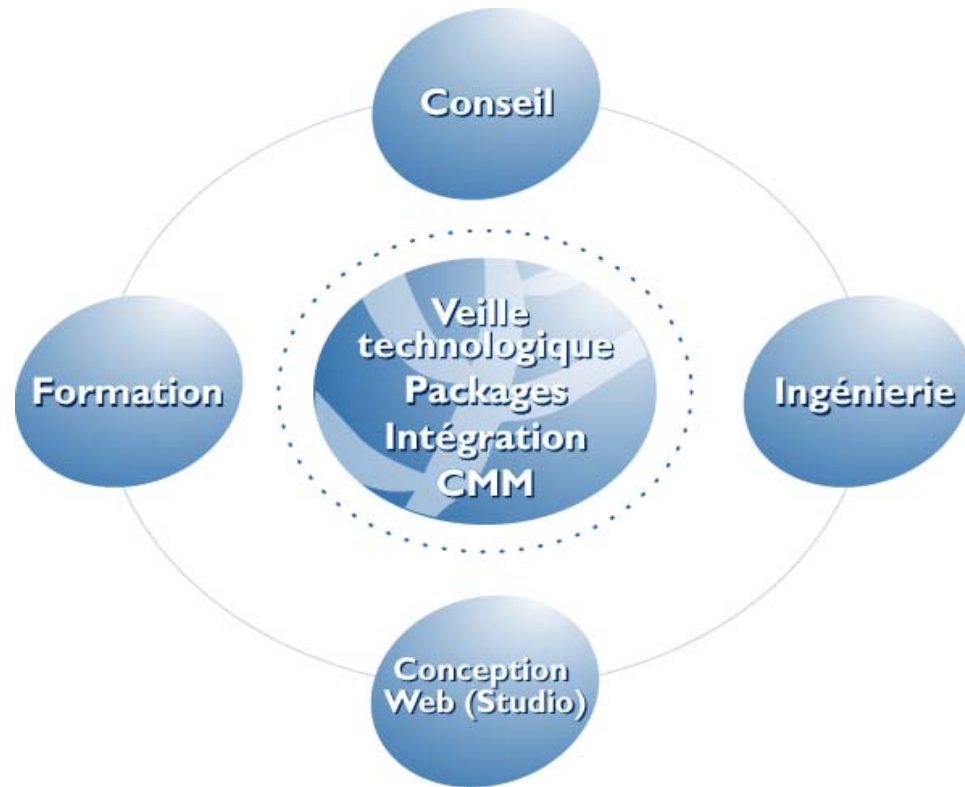 Conseil
Formation
Veille
technologique
Packages
Intégration
CMM
Ingénierie
Conception
Web (Studio)